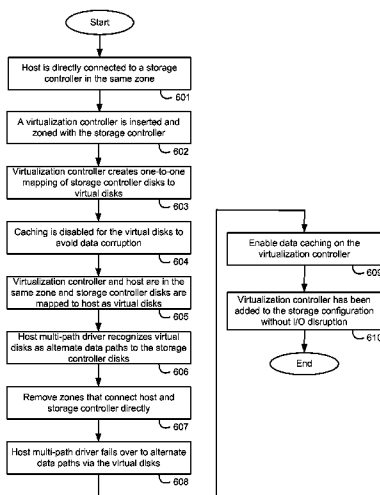 Start
Host is directly connected to a storage
controller in the same zone
601
A virtualization controller is inserted and
zoned with the storage controller
602
Virtualization controller creates one-to-one
mapping of storage controller disks to
virtual disks
603
Caching is disabled for the virtual disks to
avoid data corruption
604
Virtualization controller and host are in the
same zone and storage controller disks are
mapped to host as virtual disks
605
Host multi-path driver recognizes virtual
disks as alternate data paths to the storage
controller disks
606
Remove zones that connect host and
storage controller directly
607
Host multi-path driver fails over to alternate
data paths via the virtual disks
608
Enable data caching on the
virtualization controller
609
Virtualization controller has been
added to the storage configuration
without I/O disruption
610
End